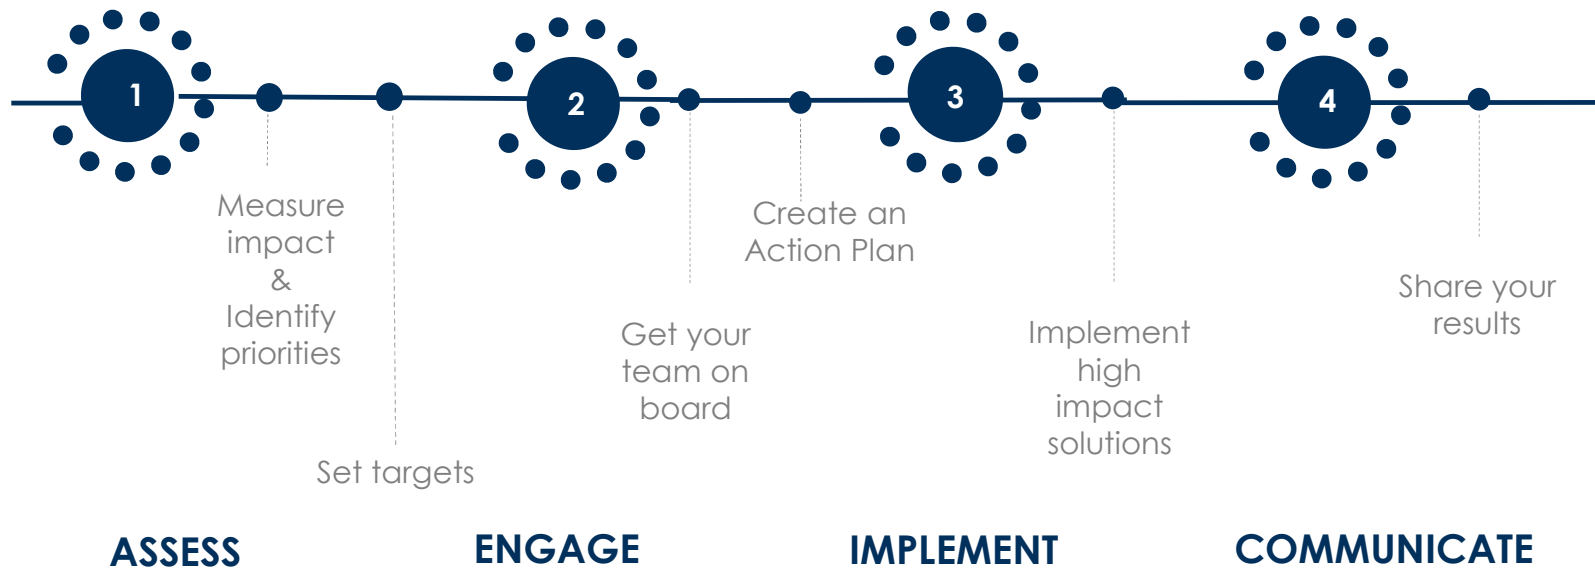 1
2
3
4
Measure
impact
&
Identify
priorities
Set targets
Get your
team on
board
Create an
Action Plan
Implement
high
impact
solutions
Share your
results
ASSESS
ENGAGE
IMPLEMENT
COMMUNICATE